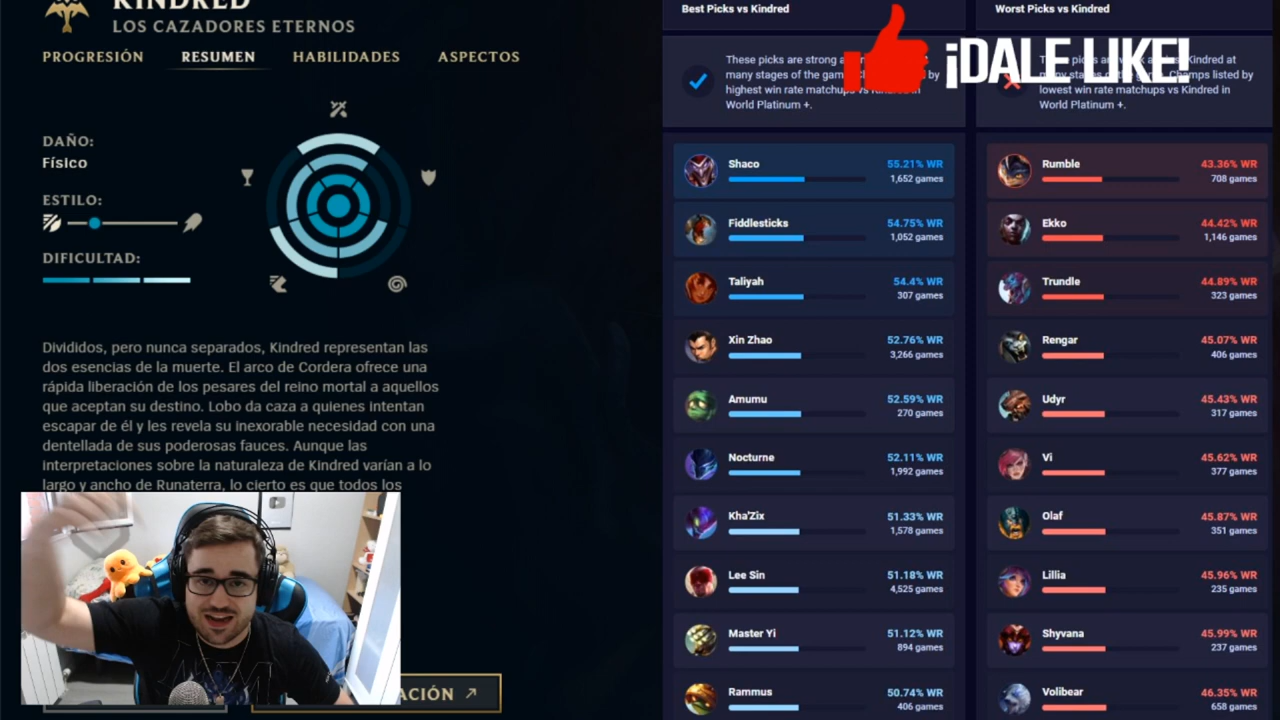 KINDRED
LOS CAZADORES ETERNOS
PROGRESIÓN
RESUMEN
HABILIDADES
ASPECTOS
DAÑO:
Físico
ESTILO:
DIFICULTAD:
Divididos, pero nunca separados, Kindred representan las
dos esencias de la muerte. El arco de Cordera ofrece una
rápida liberación de los pesares del reino mortal a aquellos
que aceptan su destino. Lobo da caza a quienes intentan
escapar de él y les revela su inexorable necesidad con una
dentellada de sus poderosas fauces. Aunque las
interpretaciones sobre la naturaleza de Kindred varían a lo
largo y ancho de Runaterra, lo cierto es que todos los
ACIÓN
Best Picks vs Kindred
These picks are strong
many stages of the gam by
highest win rate matchups vs
World Platinum +.
Shaco 55.21% WR
1,652 games
Fiddlesticks 54.75% WR
1,052 games
Taliyah 54.4% WR
307 games
Xin Zhao 52.76% WR
3,266 games
Amumu 52.59% WR
270 games
Nocturne 52.11% WR
1,992 games
Kha'Zix 51.33% WR
1,578 games
Lee Sin 51.18% WR
4,525 games
Master Yi 51.12% WR
894 games
Rammus 50.74% WR
406 games
Worst Picks vs Kindred
¡DALE LIKE!
Kindred at
many Champs listed by
lowest win rate matchups vs Kindred in
World Platinum +.
Rumble 43.36% WR
708 games
Ekko 44.42% WR
1,146 games
Trundle 44.89% WR
323 games
Rengar 45.07% WR
406 games
Udyr 45.43% WR
317 games
Vi 45.62% WR
377 games
Olaf 45.87% WR
351 games
Lillia 45.96% WR
235 games
Shyvana 45.99% WR
237 games
Volibear 46.35% WR
658 games